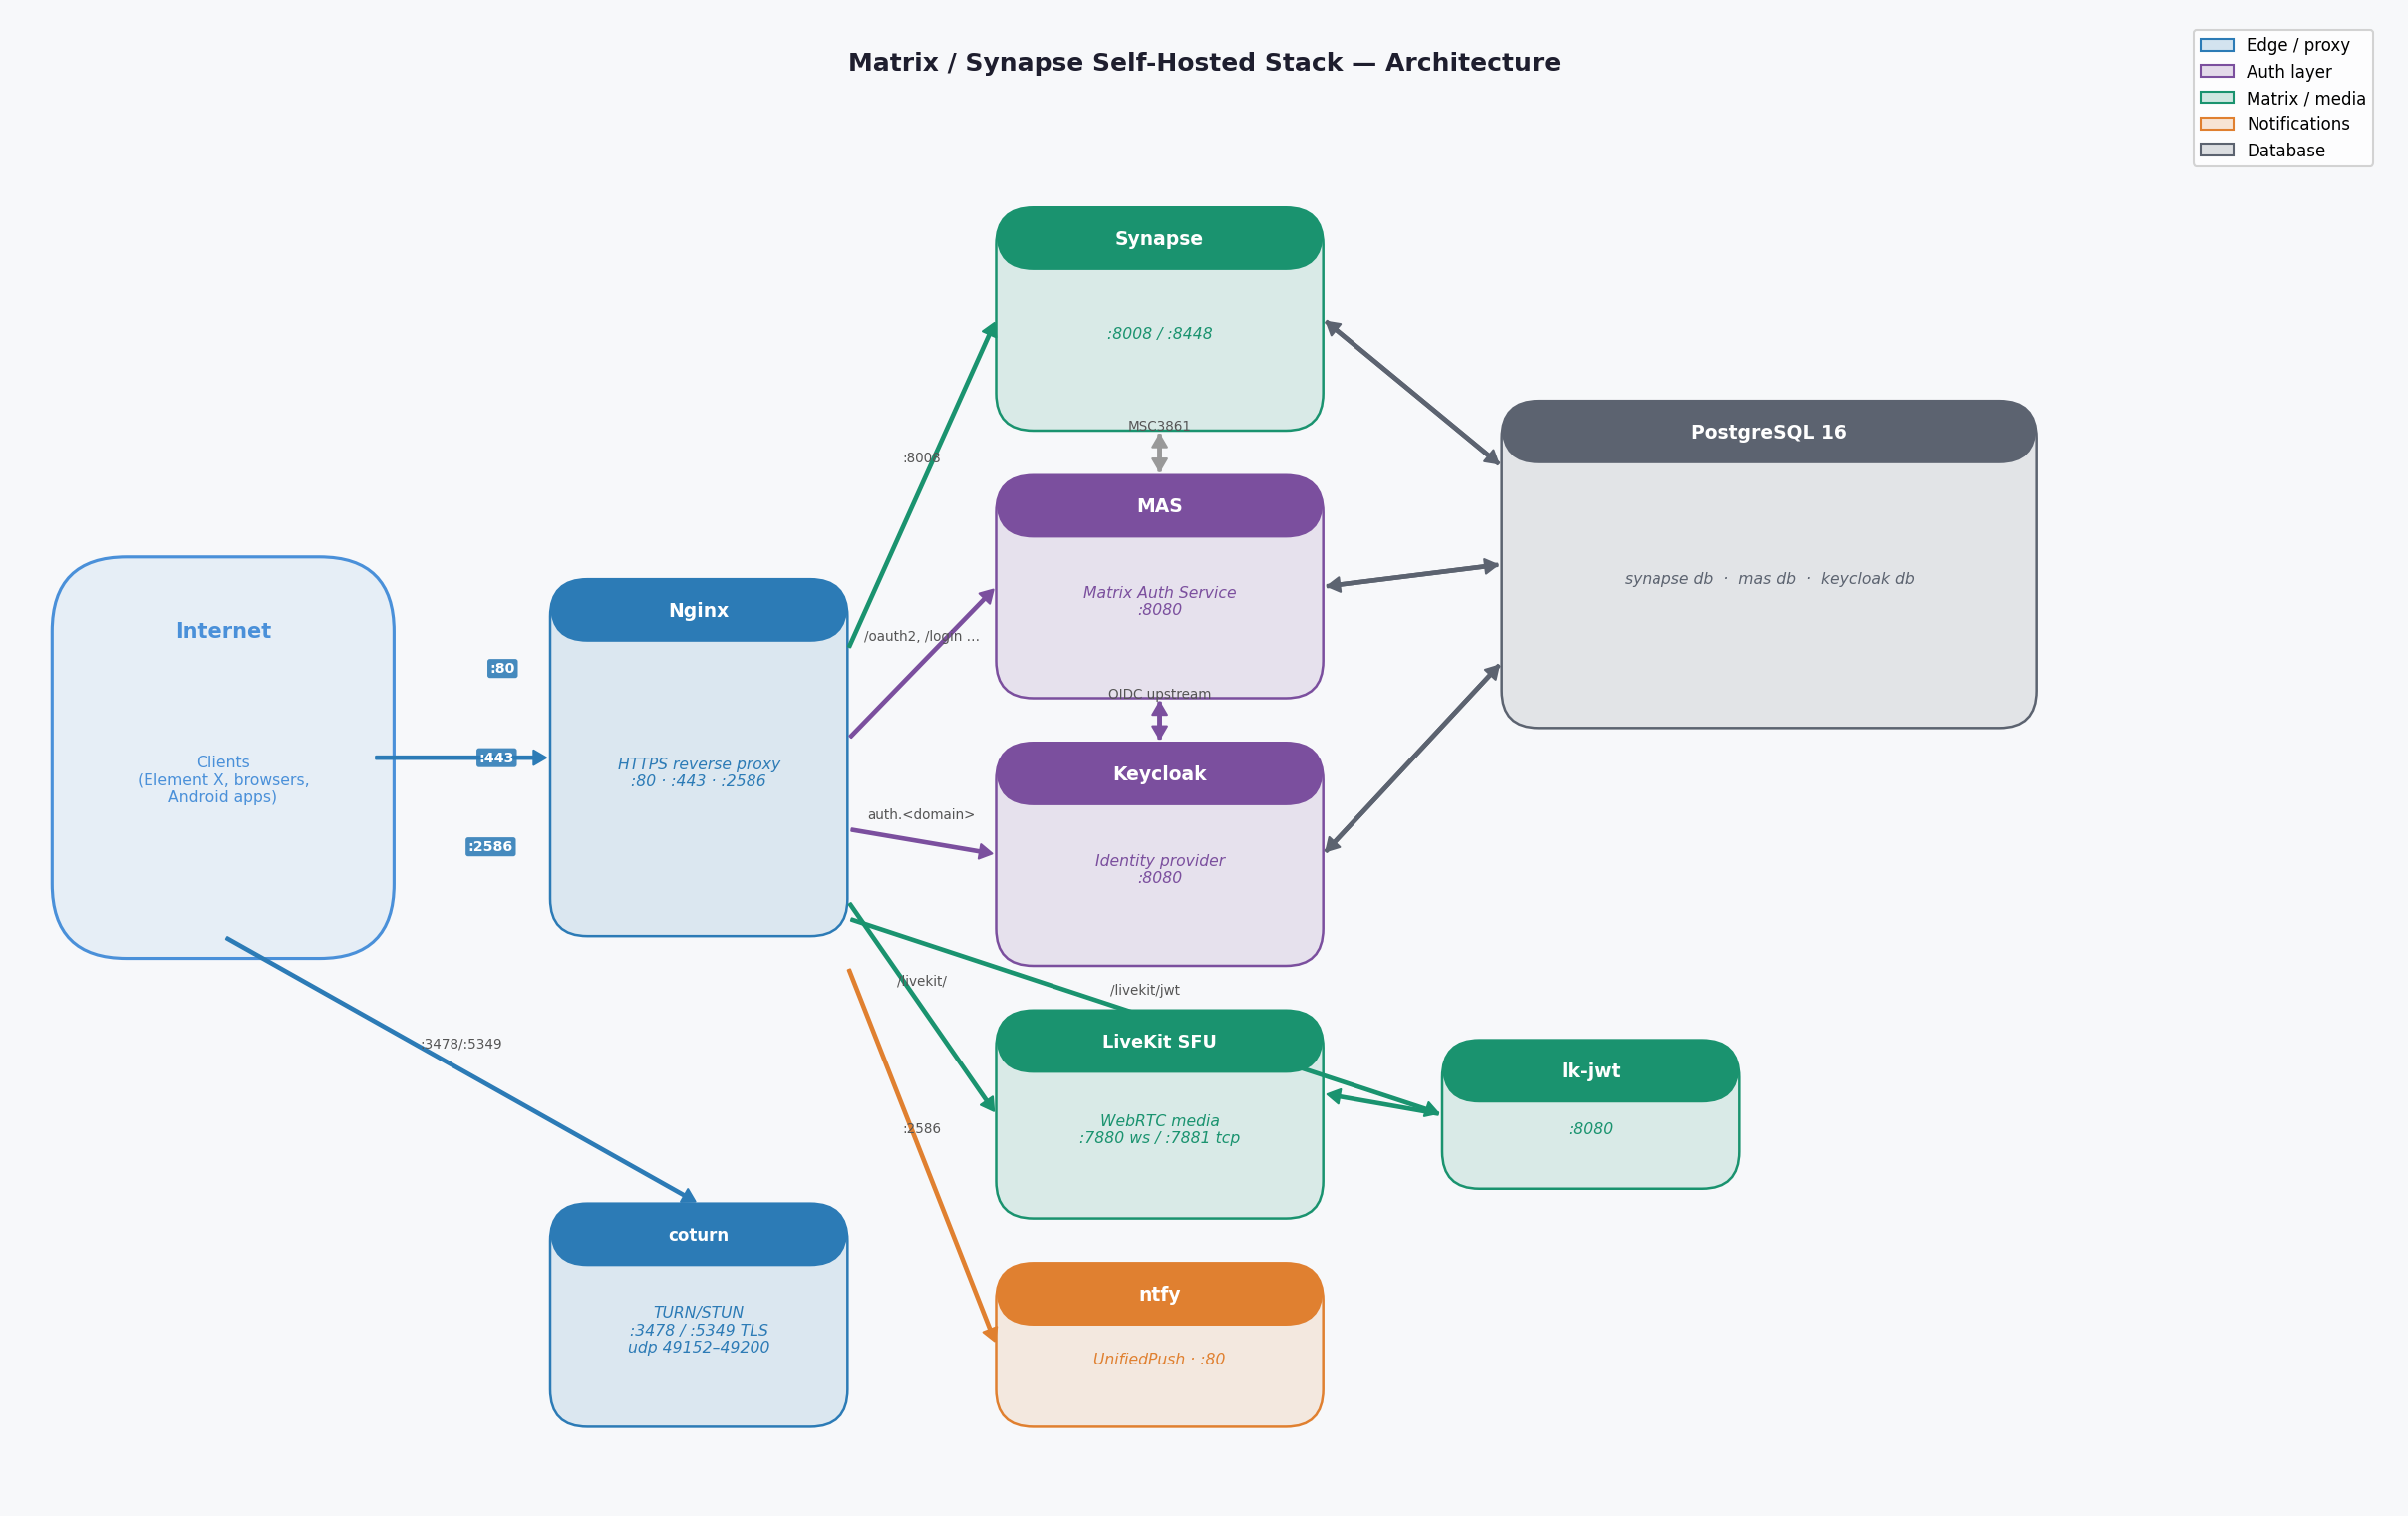 Matrix / Synapse Self-Hosted Stack — Architecture
Edge / proxy
Auth layer
Matrix / media
Notifications
Database
Synapse
:8008 / :8448
MSC3861
:8008
PostgreSQL 16
synapse db · mas db · keycloak db
MAS
Matrix Auth Service
:8080
/oauth2, /login ...
OIDC upstream
Internet
Clients
(Element X, browsers,
Android apps)
:80
:443
:2586
Nginx
HTTPS reverse proxy
:80 · :443 · :2586
auth.<domain>
Keycloak
Identity provider
:8080
/livekit/
/livekit/jwt
:3478/:5349
LiveKit SFU
WebRTC media
:7880 ws / :7881 tcp
lk-jwt
:8080
:2586
coturn
TURN/STUN
:3478 / :5349 TLS
udp 49152–49200
ntfy
UnifiedPush · :80